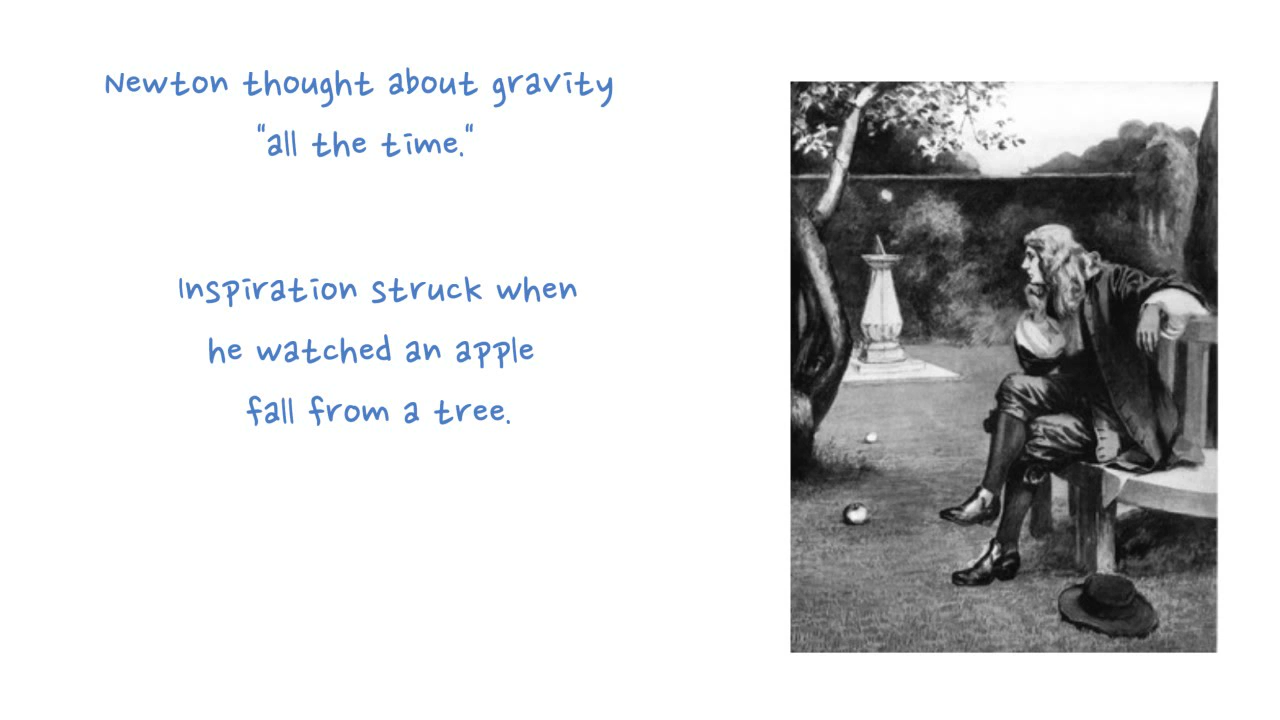 Newton thought about gravity
"all the time."
Inspiration struck when
he watched an apple
fall from a tree.